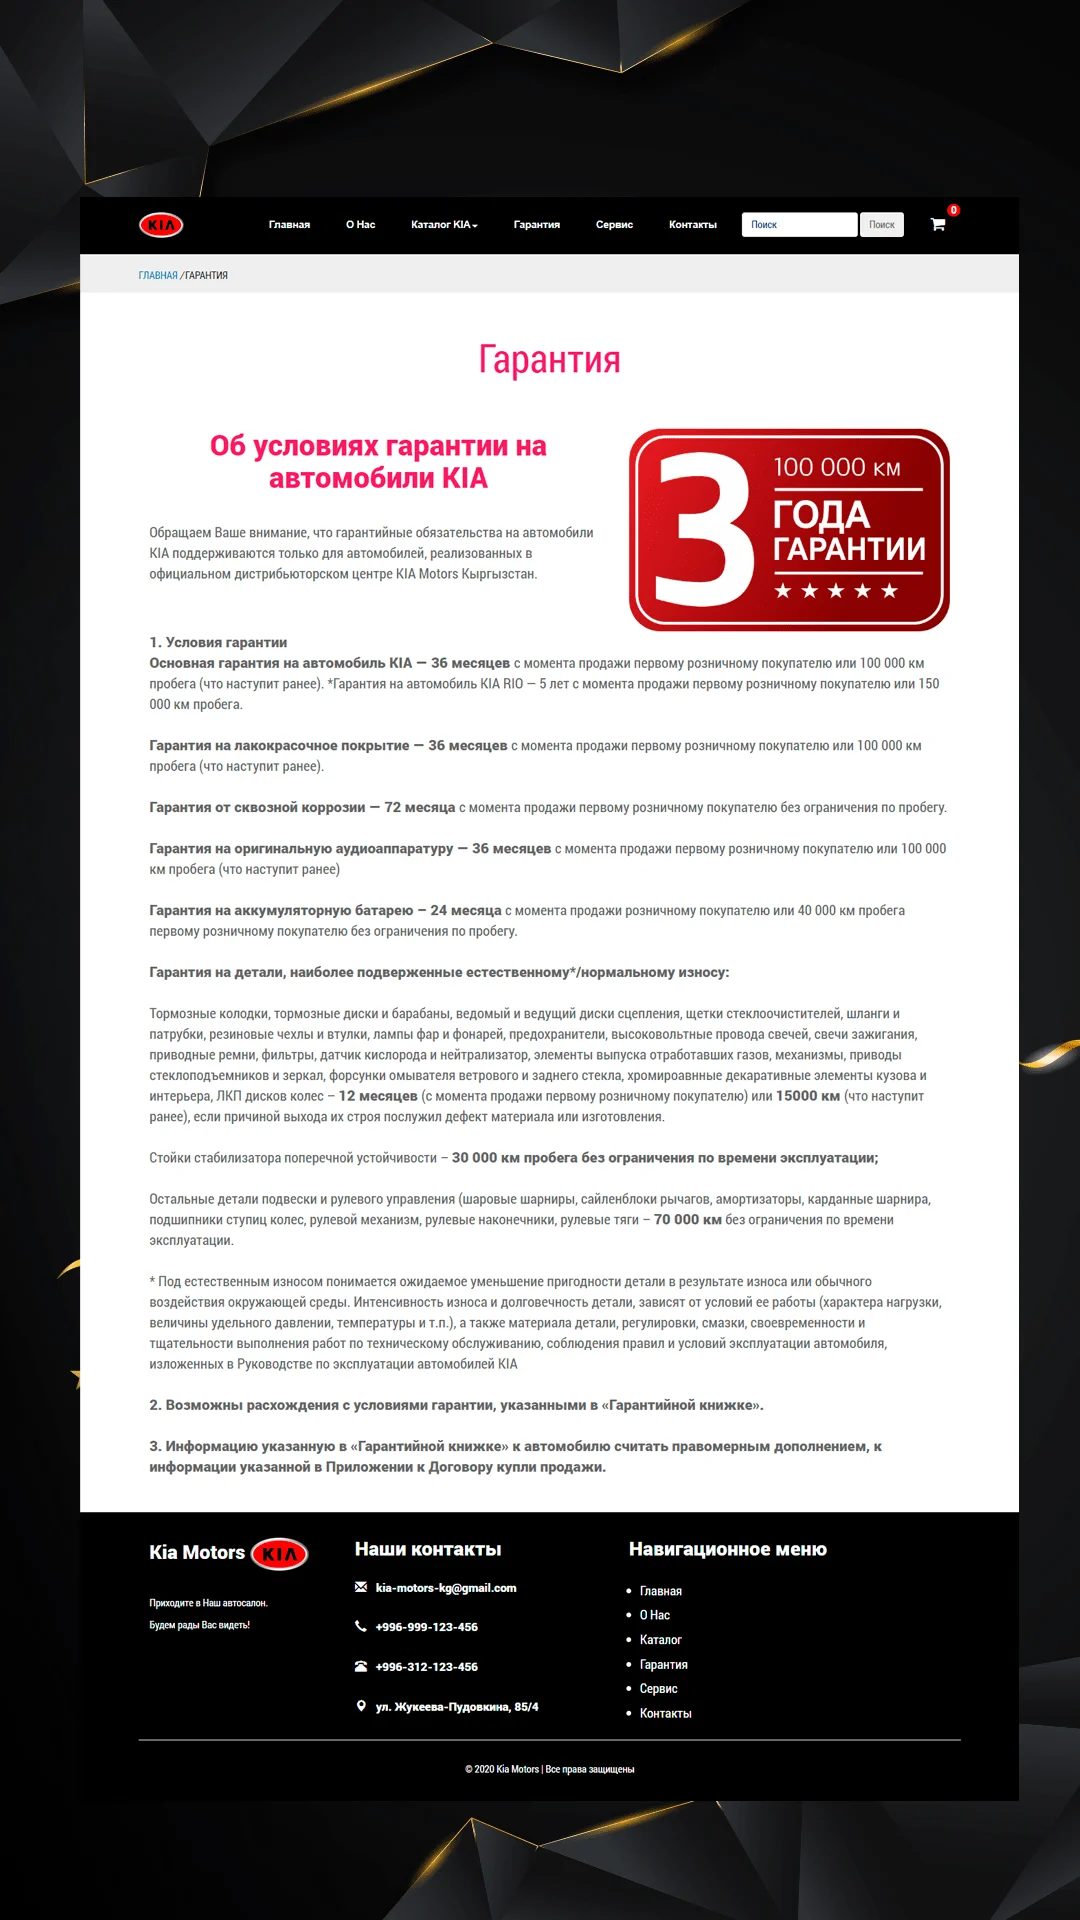 KIA
Главная
О Нас
Каталог KIA
Гарантия
Сервис
Контакты
Поиск
Поиск
0
ГЛАВНАЯ /ГАРАНТИЯ
Гарантия
Об условиях гарантии на
автомобили KIA
Обращаем Ваше внимание, что гарантийные обязательства на автомобили
KIA поддерживаются только для автомобилей, реализованных в
официальном дистрибьюторском центре KIA Motors Кыргызстан.
3
100 000 км
ГОДА
ГАРАНТИИ
1. Условия гарантии
Основная гарантия на автомобиль KIA — 36 месяцев с момента продажи первому розничному покупателю или 100 000 км
пробега (что наступит ранее). *Гарантия на автомобиль KIA RIO — 5 лет с момента продажи первому розничному покупателю или 150
000 км пробега.
Гарантия на лакокрасочное покрытие — 36 месяцев с момента продажи первому розничному покупателю или 100 000 км
пробега (что наступит ранее).
Гарантия от сквозной коррозии — 72 месяца с момента продажи первому розничному покупателю без ограничения по пробегу.
Гарантия на оригинальную аудиоаппаратуру — 36 месяцев с момента продажи первому розничному покупателю или 100 000
км пробега (что наступит ранее)
Гарантия на аккумуляторную батарею – 24 месяца с момента продажи розничному покупателю или 40 000 км пробега
первому розничному покупателю без ограничения по пробегу.
Гарантия на детали, наиболее подверженные естественному*/нормальному износу:
Тормозные колодки, тормозные диски и барабаны, ведомый и ведущий диски сцепления, щетки стеклоочистителей, шланги и
патрубки, резиновые чехлы и втулки, лампы фар и фонарей, предохранители, высоковольтные провода свечей, свечи зажигания,
приводные ремни, фильтры, датчик кислорода и нейтрализатор, элементы выпуска отработавших газов, механизмы, приводы
стеклоподъемников и зеркал, форсунки омывателя ветрового и заднего стекла, хромироавнные декаративные элементы кузова и
интерьера, ЛКП дисков колес – 12 месяцев (с момента продажи первому розничному покупателю) или 15000 км (что наступит
ранее), если причиной выхода их строя послужил дефект материала или изготовления.
Стойки стабилизатора поперечной устойчивости – 30 000 км пробега без ограничения по времени эксплуатации;
Остальные детали подвески и рулевого управления (шаровые шарниры, сайленблоки рычагов, амортизаторы, карданные шарнира,
подшипники ступиц колес, рулевой механизм, рулевые наконечники, рулевые тяги – 70 000 км без ограничения по времени
эксплуатации.
* Под естественным износом понимается ожидаемое уменьшение пригодности детали в результате износа или обычного
воздействия окружающей среды. Интенсивность износа и долговечность детали, зависят от условий ее работы (характера нагрузки,
величины удельного давлении, температуры и т.п.), а также материала детали, регулировки, смазки, своевременности и
тщательности выполнения работ по техническому обслуживанию, соблюдения правил и условий эксплуатации автомобиля,
изложенных в Руководстве по эксплуатации автомобилей KIA
2. Возможны расхождения с условиями гарантии, указанными в «Гарантийной книжке».
3. Информацию указанную в «Гарантийной книжке» к автомобилю считать правомерным дополнением, к
информации указанной в Приложении к Договору купли продажи.
Kia Motors KIA
Приходите в Наш автосалон.
Будем рады Вас видеть!
Наши контакты
kia-motors-kg@gmail.com
+996-999-123-456
+996-312-123-456
ул. Жукеева-Пудовкина, 85/4
Навигационное меню
Главная
О Нас
Каталог
Гарантия
Сервис
Контакты
© 2020 Kia Motors | Все права защищены